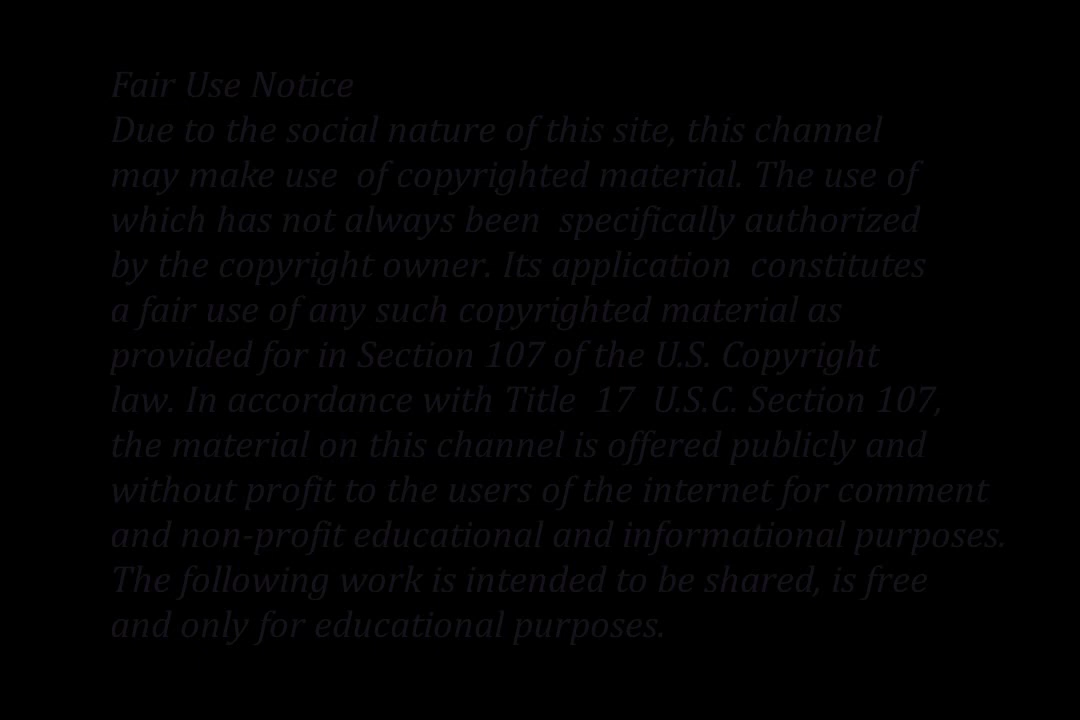 Fair Use Notice
Due to the social nature of this site, this channel
may make use  of copyrighted material. The use of
which has not always been  specifically authorized
by the copyright owner. Its application  constitutes
a fair use of any such copyrighted material as
provided for in Section 107 of the U.S. Copyright
law. In accordance with Title  17  U.S.C. Section 107,
the material on this channel is offered publicly and
without profit to the users of the internet for comment
and non-profit educational and informational purposes.
The following work is intended to be shared, is free
and only for educational purposes.